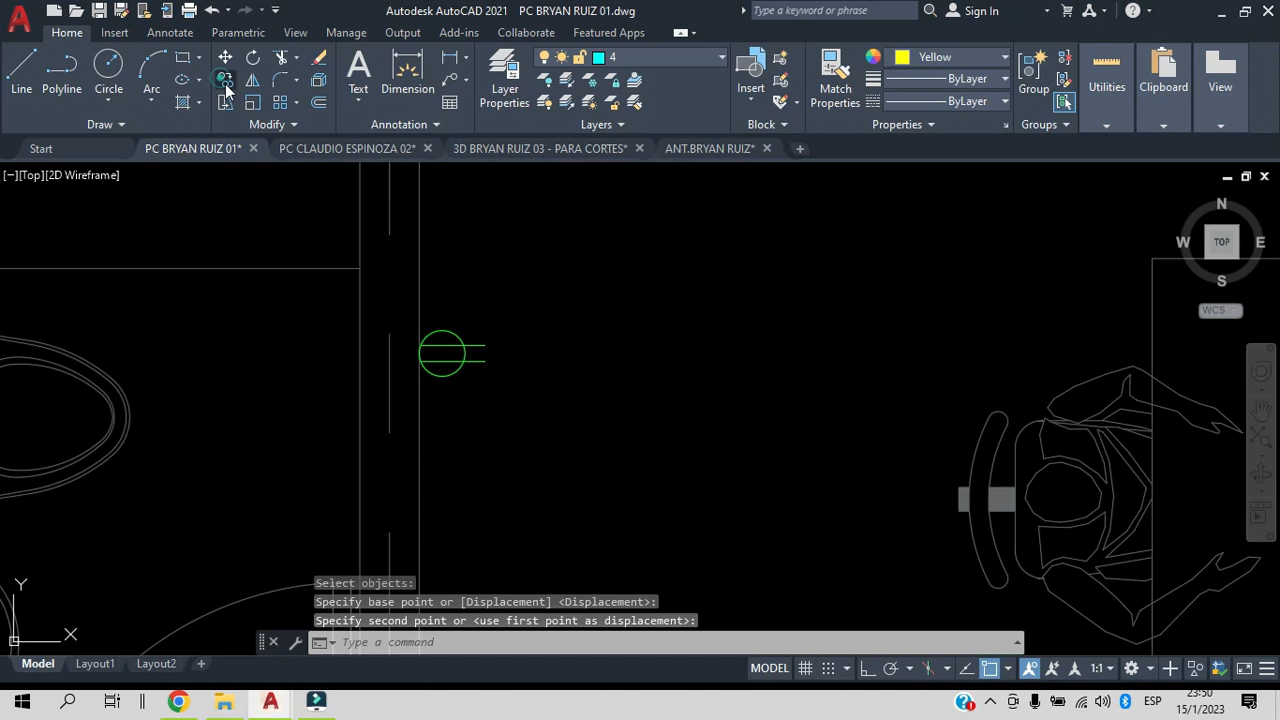 Autodesk AutoCAD 2021 PC BRYAN RUIZ 01.dwg
Type a keyword or phrase
Sign In
Home Insert Annotate Parametric View Manage Output Add-ins Collaborate Featured Apps
4
Yellow
ByLayer
ByLayer
Line Polyline Circle Arc
Text Dimension
Layer Properties
Insert
Match Properties
Group
Utilities Clipboard View
Draw Modify Annotation Layers Block Properties Groups
Start PC BRYAN RUIZ 01* PC CLAUDIO ESPINOZA 02* 3D BRYAN RUIZ 03 - PARA CORTES* ANT.BRYAN RUIZ*
[−][Top][2D Wireframe]
N
W TOP E
S
WCS
Y
X
Select objects:
Specify base point or [Displacement] <Displacement>:
Specify second point or <use first point as displacement>:
Type a command
Model Layout1 Layout2 MODEL 1:1
ESP
23:50
15/1/2023